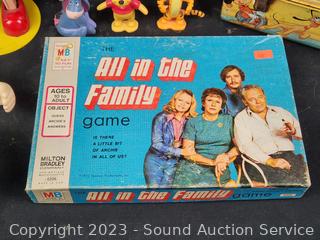 MB
AGES
10 to
ADULT
OBJECT
GUESS
ARCHIE'S
ANSWERS
MILTON
BRADLEY
THE
All in the
Family
game
IS THERE
A LITTLE BIT
OF ARCHIE
IN ALL OF US?
MB
THE All in the Family game
Copyright 2023 - Sound Auction Service